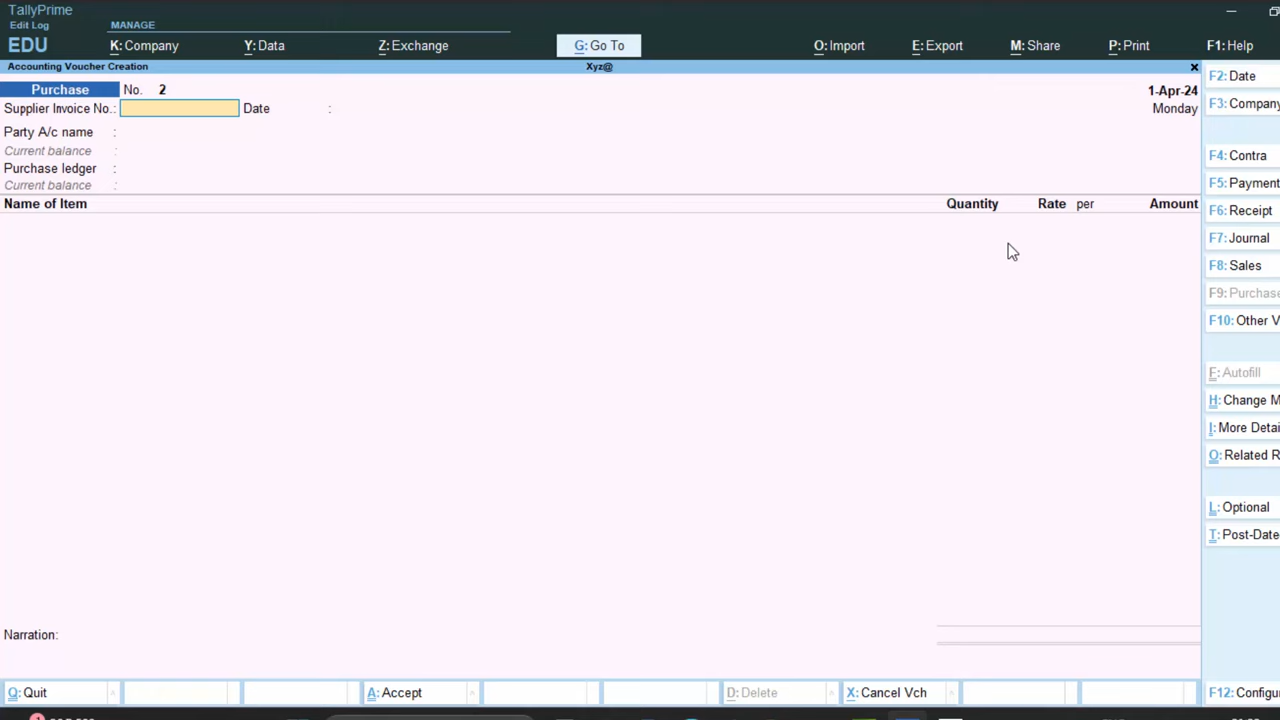 TallyPrime
Edit Log
MANAGE
EDU
K: Company
Y: Data
Z: Exchange
G: Go To
O: Import
E: Export
M: Share
P: Print
F1: Help
Accounting Voucher Creation
Xyz@
Purchase No. 2
1-Apr-24
Supplier Invoice No.: Date :
Monday
Party A/c name :
Current balance :
Purchase ledger :
Current balance :
Name of Item Quantity Rate per Amount
Narration:
Q: Quit
A: Accept
D: Delete
X: Cancel Vch
F2: Date
F3: Company
F4: Contra
F5: Payment
F6: Receipt
F7: Journal
F8: Sales
F9: Purchase
F10: Other V
F: Autofill
H: Change M
I: More Detai
O: Related R
L: Optional
T: Post-Date
F12: Configu